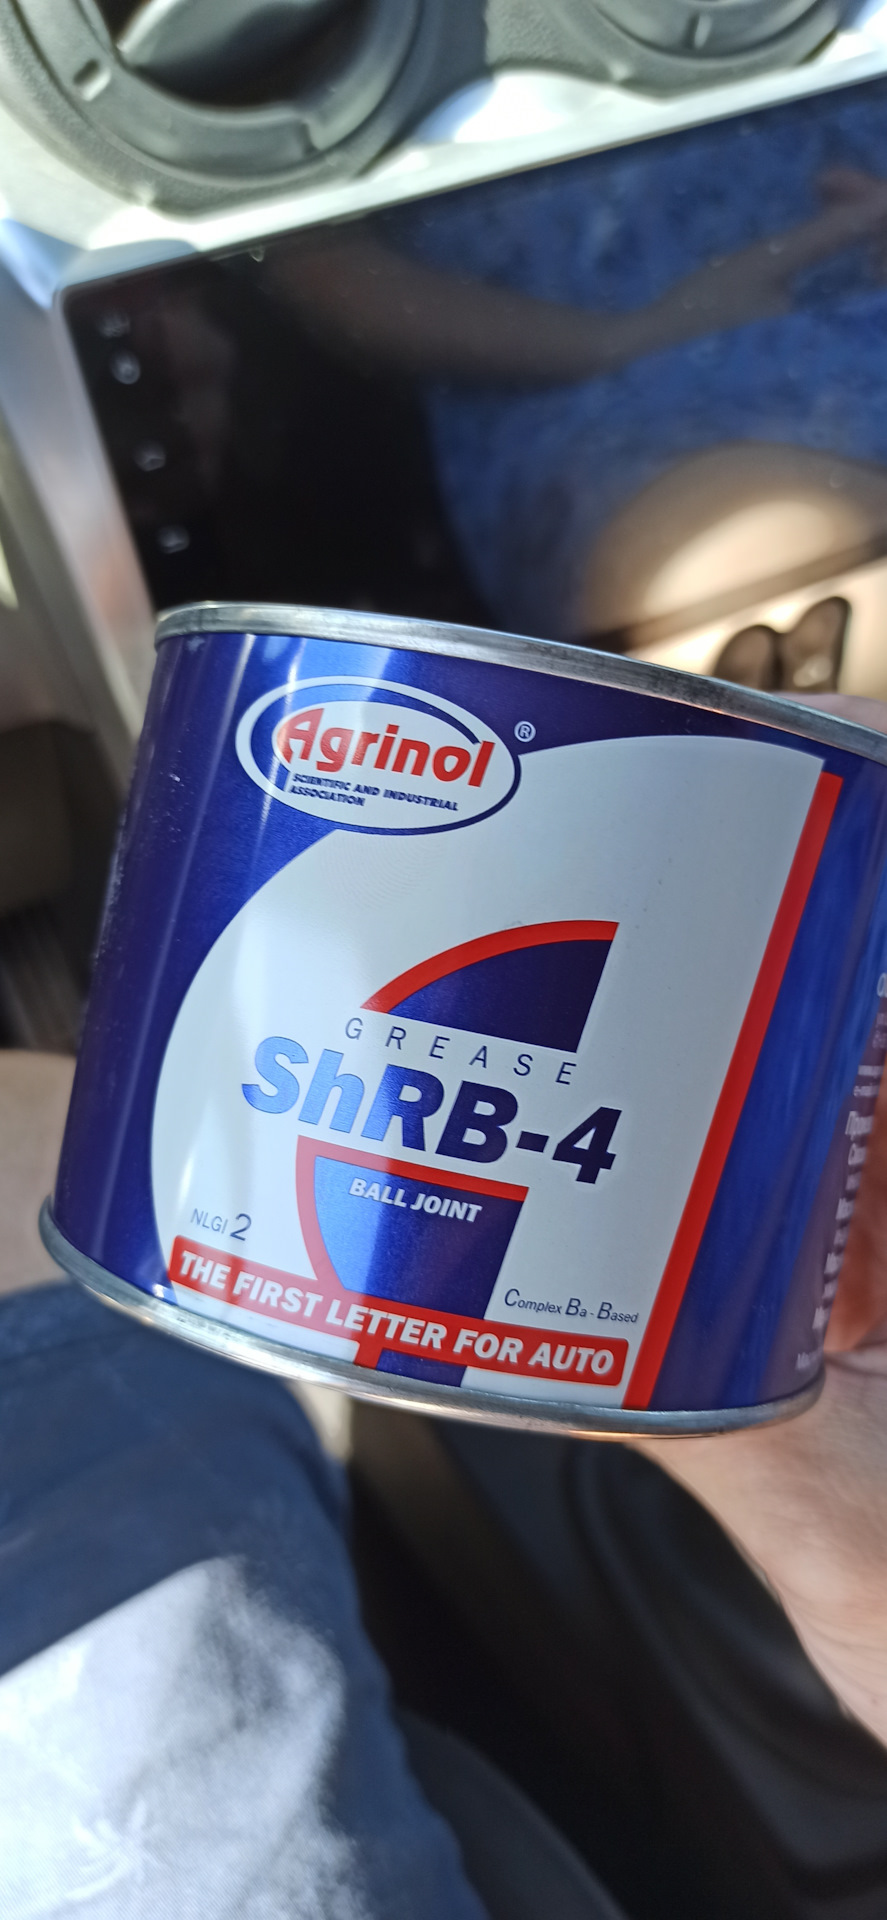 Agrinol ®
SCIENTIFIC AND INDUSTRIAL
ASSOCIATION
GREASE
ShRB-4
BALL JOINT
NLGI 2
Complex Ba - Based
THE FIRST LETTER FOR AUTO